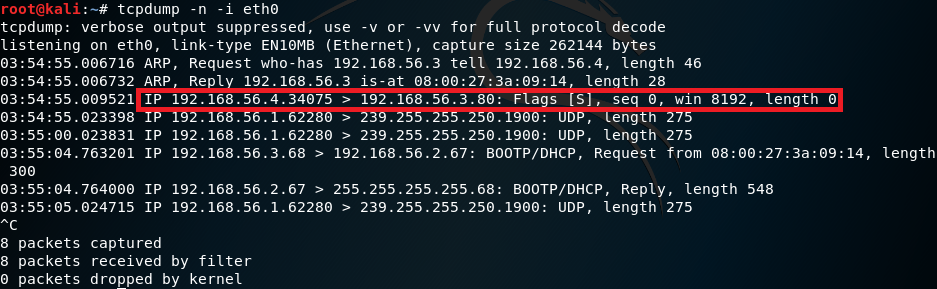 root@kali:~# tcpdump -n -i eth0
tcpdump: verbose output suppressed, use -v or -vv for full protocol decode
listening on eth0, link-type EN10MB (Ethernet), capture size 262144 bytes
03:54:55.006716 ARP, Request who-has 192.168.56.3 tell 192.168.56.4, length 46
03:54:55.006732 ARP, Reply 192.168.56.3 is-at 08:00:27:3a:09:14, length 28
03:54:55.009521 IP 192.168.56.4.34075 > 192.168.56.3.80: Flags [S], seq 0, win 8192, length 0
03:54:55.023398 IP 192.168.56.1.62280 > 239.255.255.250.1900: UDP, length 275
03:55:00.023831 IP 192.168.56.1.62280 > 239.255.255.250.1900: UDP, length 275
03:55:04.763201 IP 192.168.56.3.68 > 192.168.56.2.67: BOOTP/DHCP, Request from 08:00:27:3a:09:14, length
300
03:55:04.764000 IP 192.168.56.2.67 > 255.255.255.255.68: BOOTP/DHCP, Reply, length 548
03:55:05.024715 IP 192.168.56.1.62280 > 239.255.255.250.1900: UDP, length 275
^C
8 packets captured
8 packets received by filter
0 packets dropped by kernel